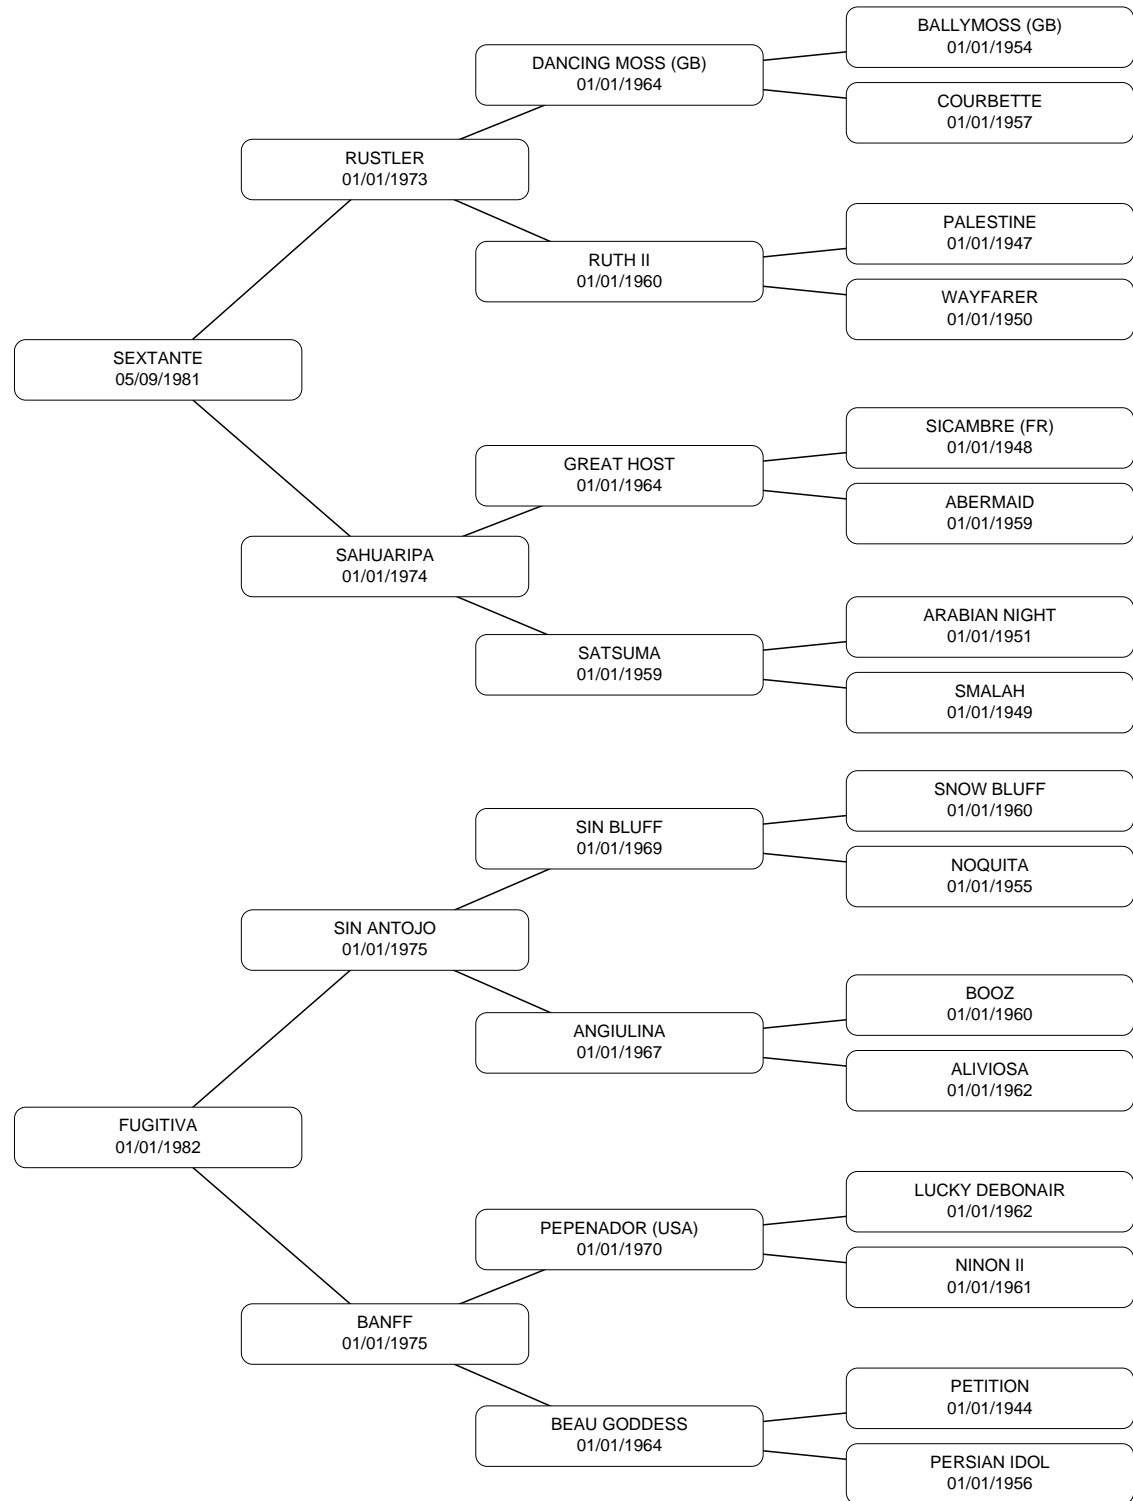 BALLYMOSS (GB)
01/01/1954
DANCING MOSS (GB)
01/01/1964
COURBETTE
01/01/1957
RUSTLER
01/01/1973
PALESTINE
01/01/1947
RUTH II
01/01/1960
WAYFARER
01/01/1950
SEXTANTE
05/09/1981
SICAMBRE (FR)
01/01/1948
GREAT HOST
01/01/1964
ABERMAID
01/01/1959
SAHUARIPA
01/01/1974
ARABIAN NIGHT
01/01/1951
SATSUMA
01/01/1959
SMALAH
01/01/1949
SNOW BLUFF
01/01/1960
SIN BLUFF
01/01/1969
NOQUITA
01/01/1955
SIN ANTOJO
01/01/1975
BOOZ
01/01/1960
ANGIULINA
01/01/1967
ALIVIOSA
01/01/1962
FUGITIVA
01/01/1982
LUCKY DEBONAIR
01/01/1962
PEPENADOR (USA)
01/01/1970
NINON II
01/01/1961
BANFF
01/01/1975
PETITION
01/01/1944
BEAU GODDESS
01/01/1964
PERSIAN IDOL
01/01/1956